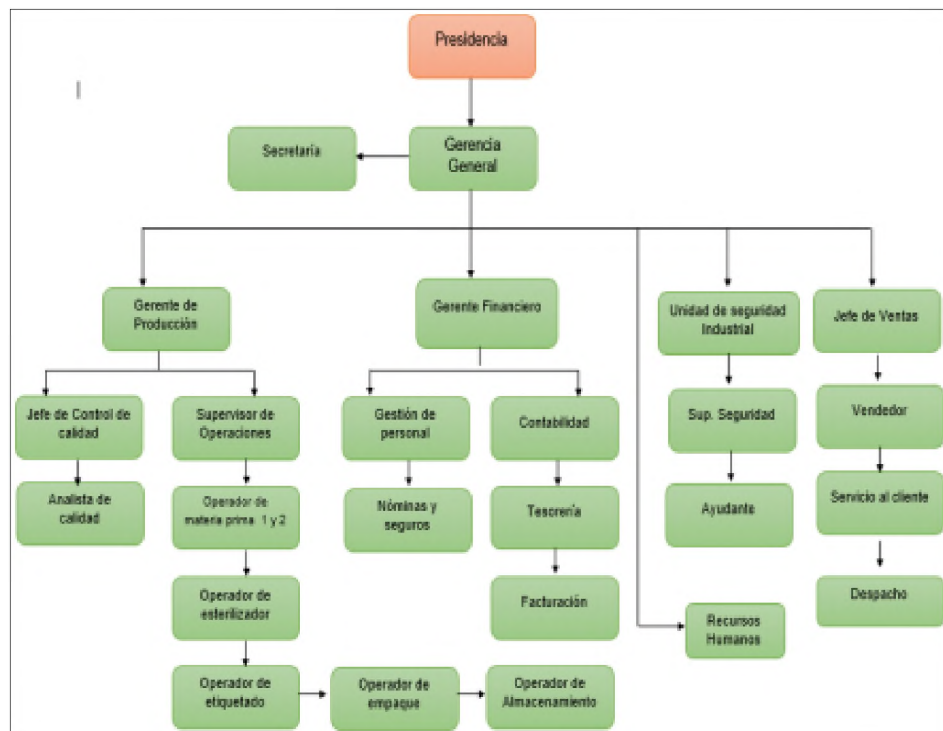 Presidencia
Secretaría
Gerencia
General
Gerente de
Producción
Gerente Financiero
Unidad de seguridad
Industrial
Jefe de Ventas
Jefe de Control de
calidad
Supervisor de
Operaciones
Gestión de
personal
Contabilidad
Sup. Seguridad
Vendedor
Analista de
calidad
Operador de
materia prima 1 y 2
Nóminas y
seguros
Tesorería
Ayudante
Servicio al cliente
Operador de
esterilizador
Facturación
Recursos
Humanos
Despacho
Operador de
etiquetado
Operador de
empaque
Operador de
Almacenamiento